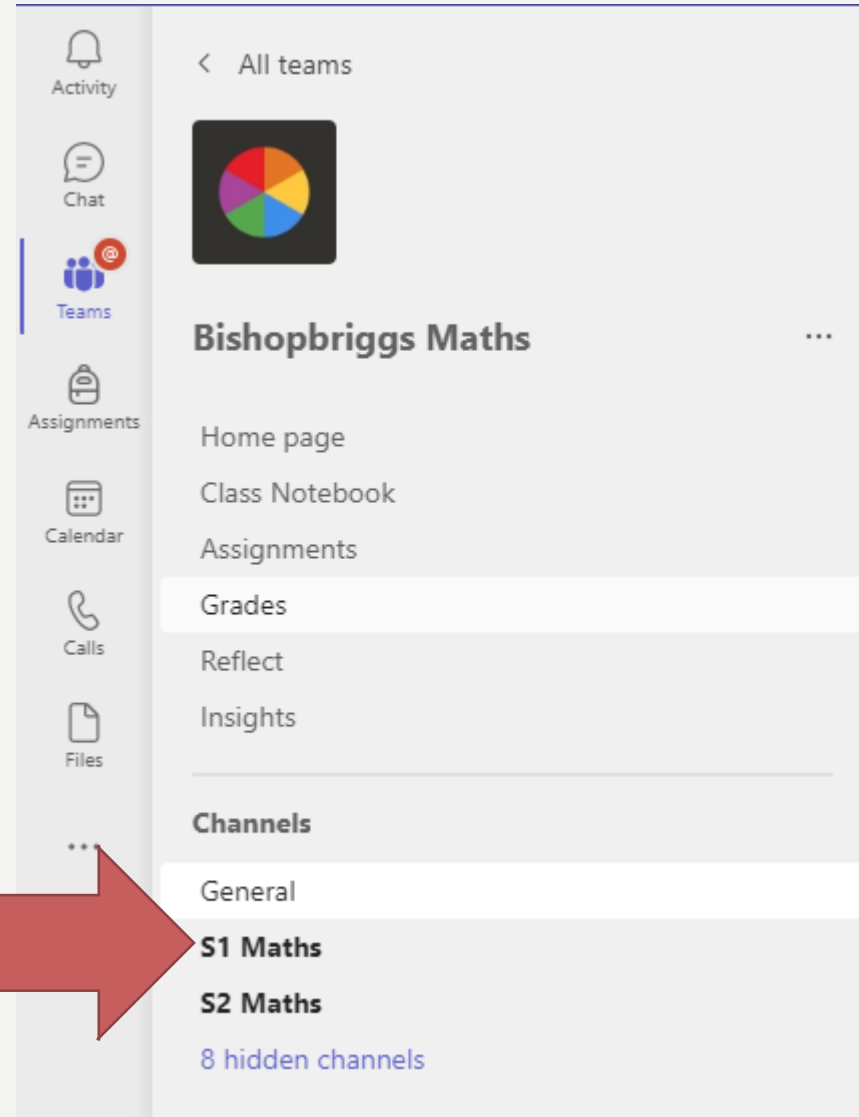 Activity
Chat
@
Teams
Assignments
Calendar
Calls
Files
...
All teams
Bishopbriggs Maths
...
Home page
Class Notebook
Assignments
Grades
Reflect
Insights
Channels
General
S1 Maths
S2 Maths
8 hidden channels